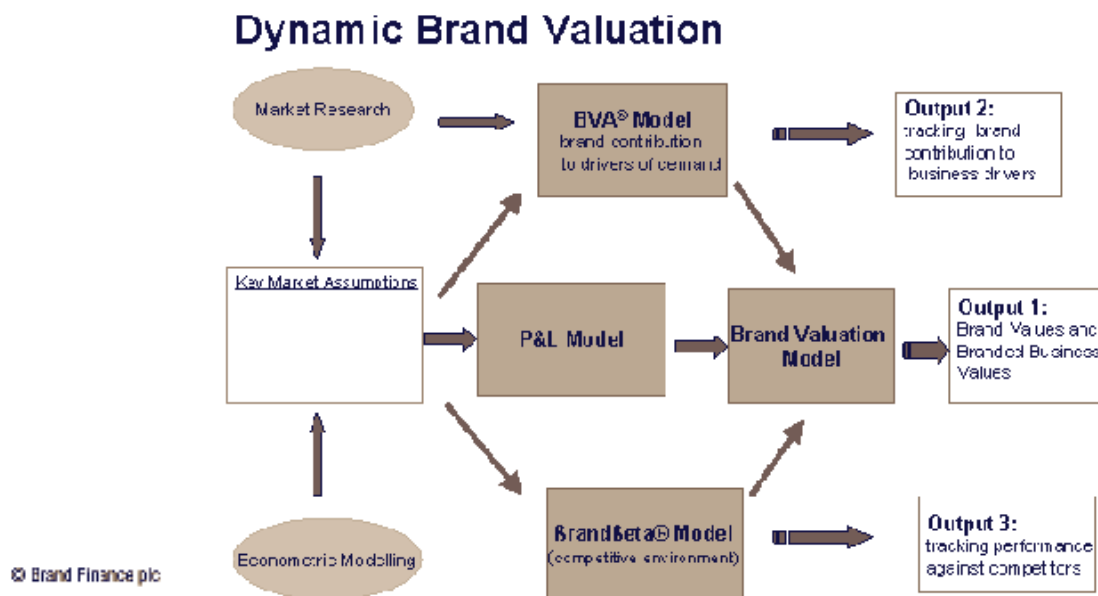 Dynamic Brand Valuation
Market Research
BVA® Model
brand contribution
to drivers of demand
Output 2:
tracking brand
contribution to
business drivers
Key Market Assumptions
P&L Model
Brand Valuation
Model
Output 1:
Brand Values and
Branded Business
Values
Econometric Modelling
BrandBeta® Model
(competitive environment)
Output 3:
tracking performance
against competitors
© Brand Finance plc